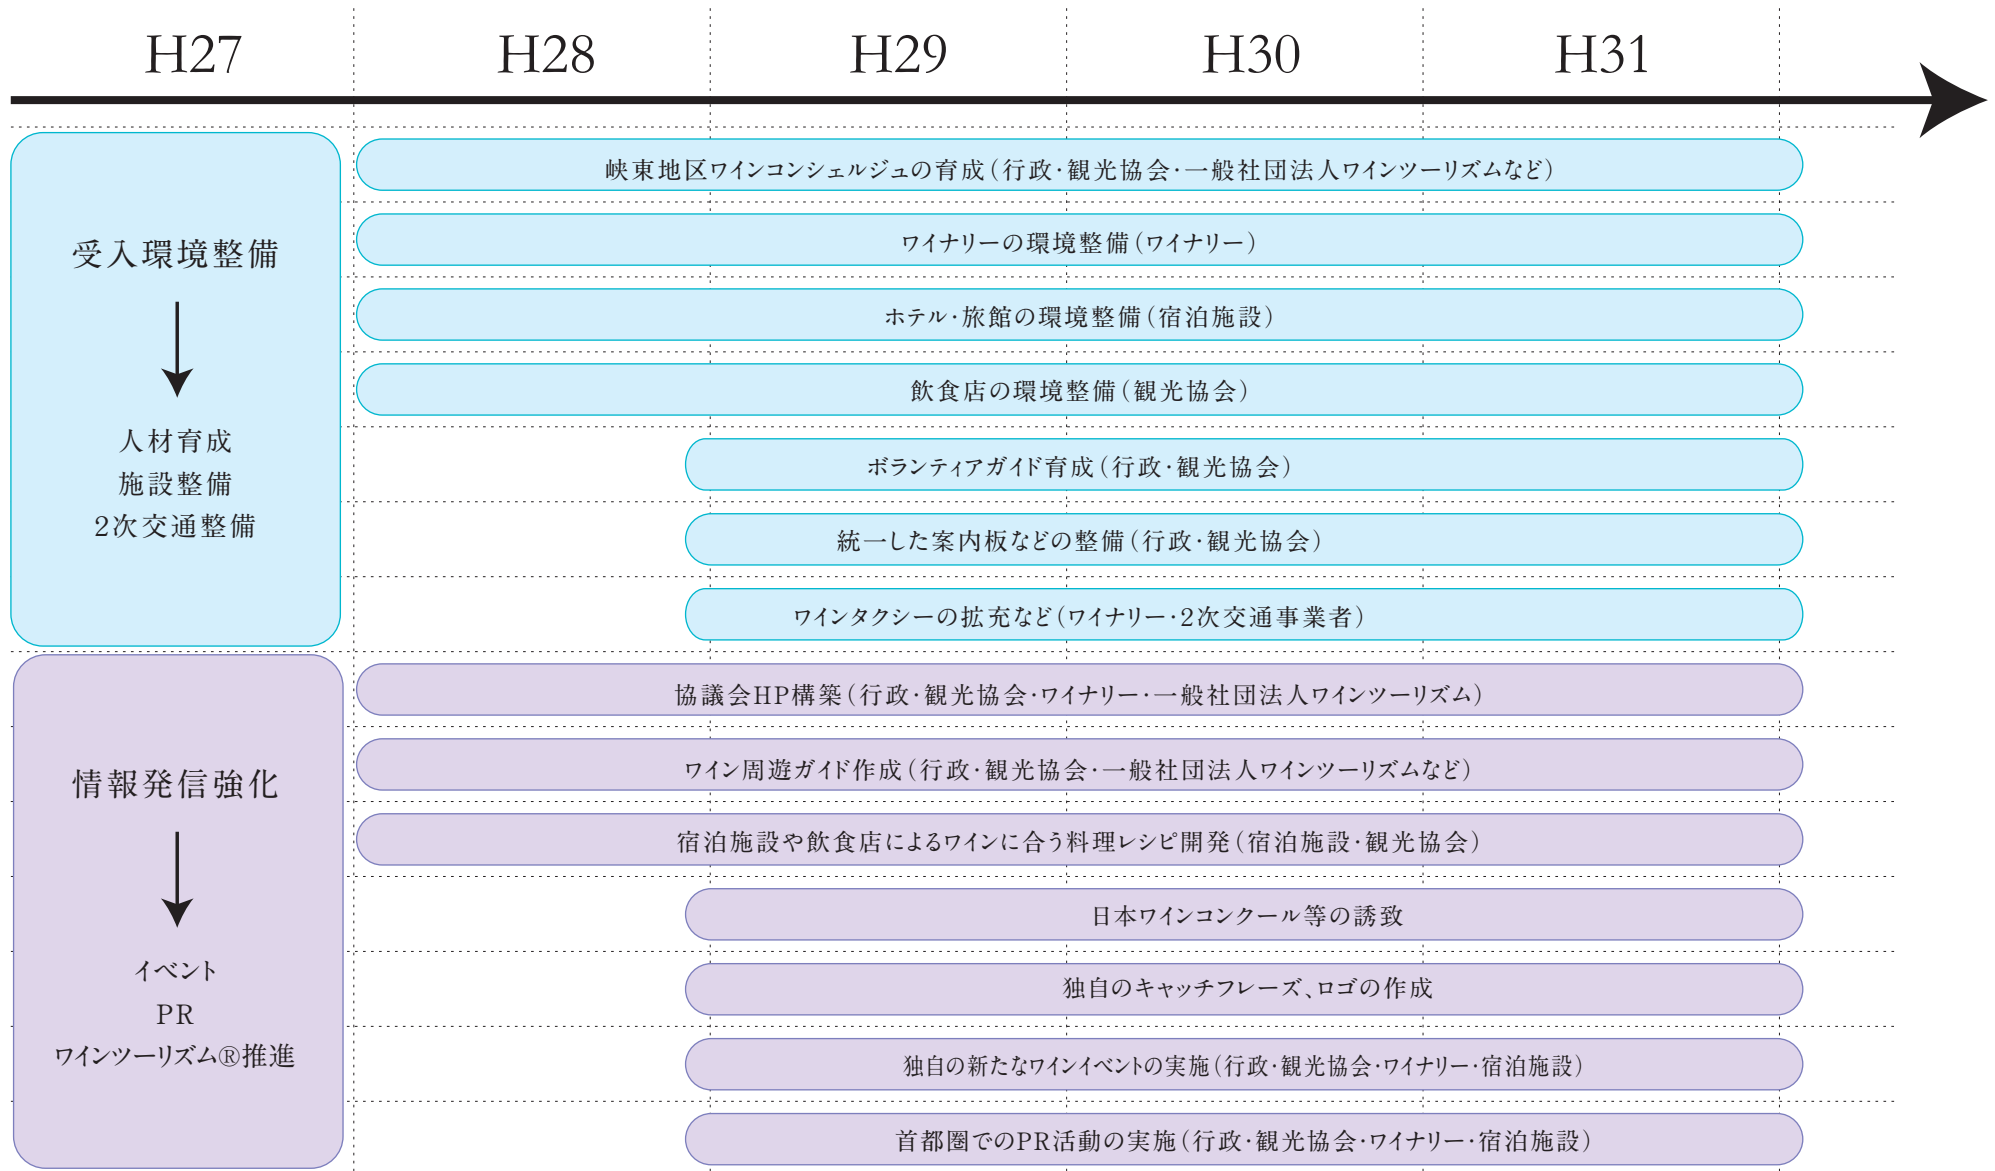 H27 H28 H29 H30 H31
受入環境整備
人材育成
施設整備
2次交通整備
峡東地区ワインコンシェルジュの育成(行政・観光協会・一般社団法人ワインツーリズムなど)
ワイナリーの環境整備(ワイナリー)
ホテル・旅館の環境整備(宿泊施設)
飲食店の環境整備(観光協会)
ボランティアガイド育成(行政・観光協会)
統一した案内板などの整備(行政・観光協会)
ワインタクシーの拡充など(ワイナリー・2次交通事業者)
情報発信強化
イベント
PR
ワインツーリズム®推進
協議会HP構築(行政・観光協会・ワイナリー・一般社団法人ワインツーリズム)
ワイン周遊ガイド作成(行政・観光協会・一般社団法人ワインツーリズムなど)
宿泊施設や飲食店によるワインに合う料理レシピ開発(宿泊施設・観光協会)
日本ワインコンクール等の誘致
独自のキャッチフレーズ、ロゴの作成
独自の新たなワインイベントの実施(行政・観光協会・ワイナリー・宿泊施設)
首都圏でのPR活動の実施(行政・観光協会・ワイナリー・宿泊施設)